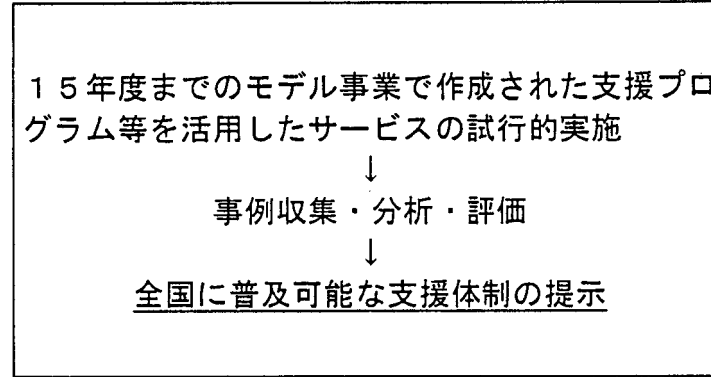 １５年度までのモデル事業で作成された支援プロ
グラム等を活用したサービスの試行的実施
↓
事例収集・分析・評価
↓
全国に普及可能な支援体制の提示